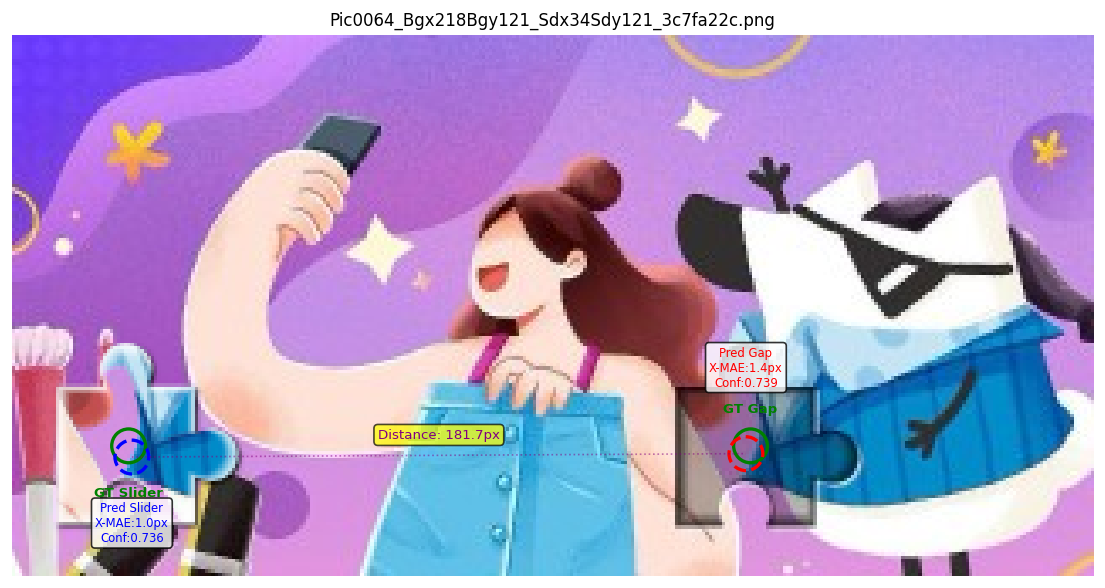 Pic0064_Bgx218Bgy121_Sdx34Sdy121_3c7fa22c.png
Pred Gap
X-MAE:1.4px
Conf:0.739
GT Gap
Distance: 181.7px
GT Slider
Pred Slider
X-MAE:1.0px
Conf:0.736